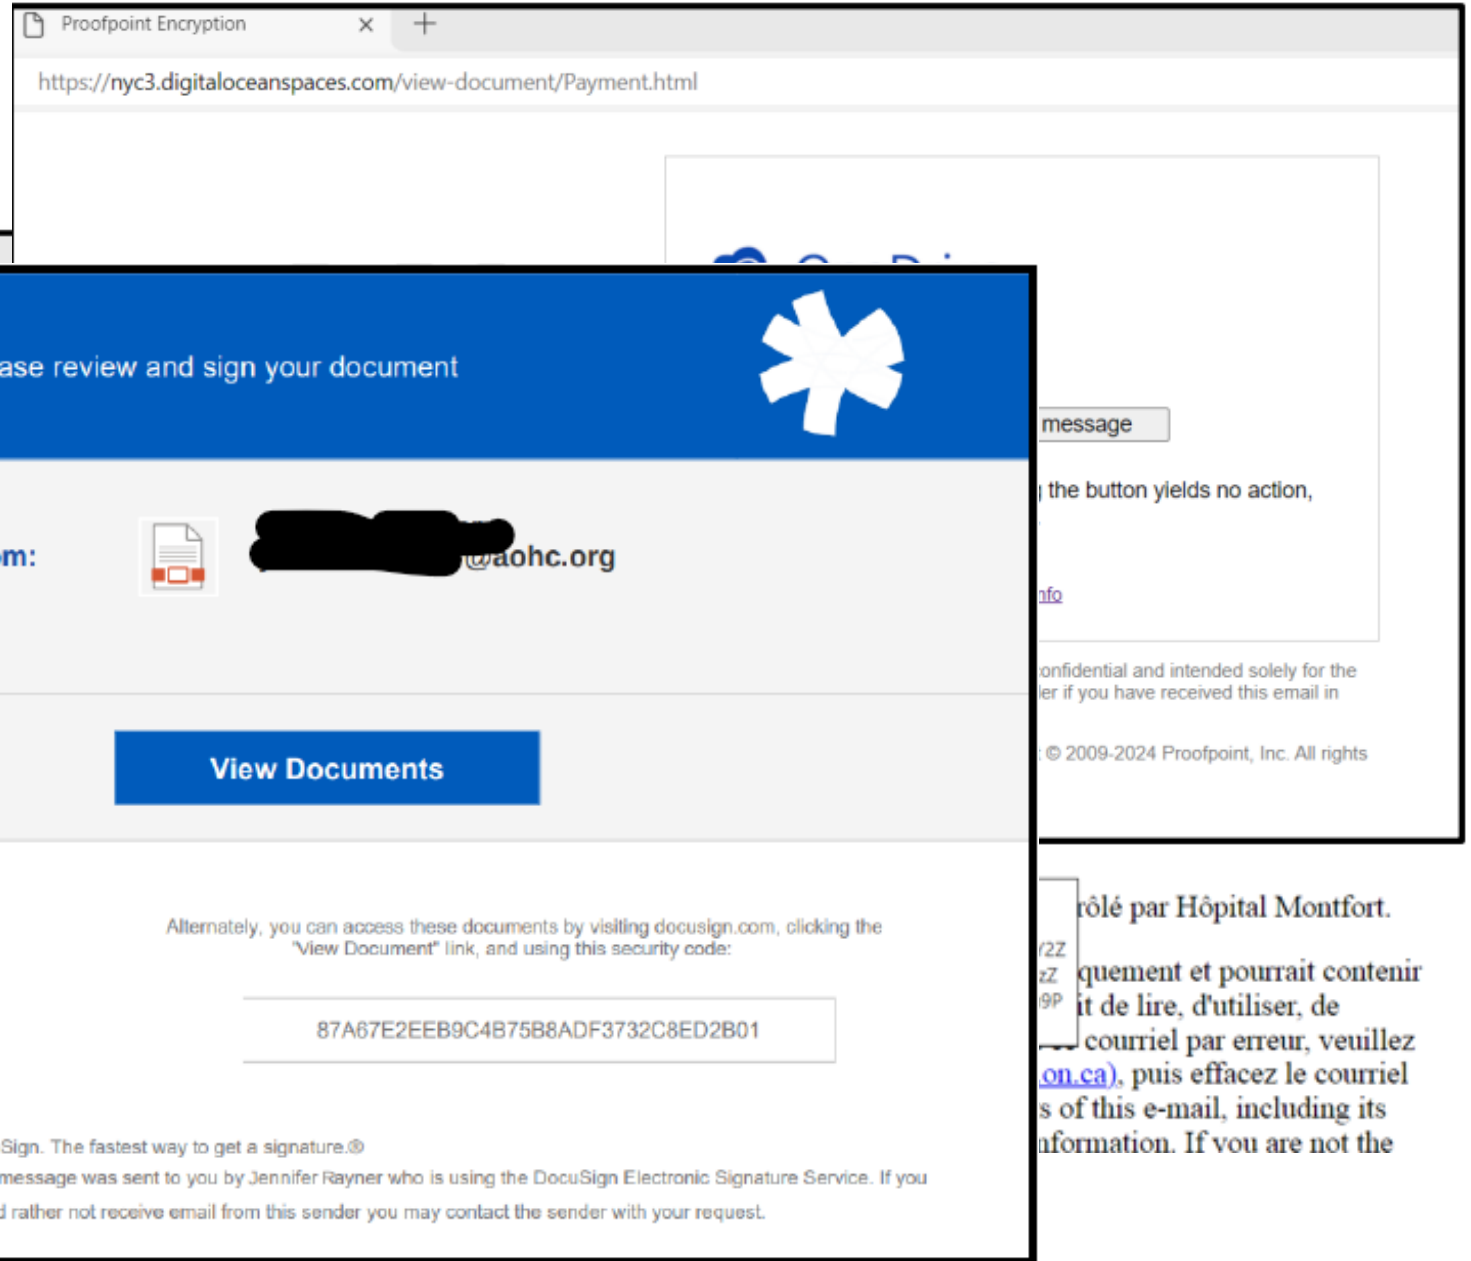 Proofpoint Encryption
https://nyc3.digitaloceanspaces.com/view-document/Payment.html
OneDrive
ase review and sign your document
message
the button yields no action,
om:
@aohc.org
nfo
confidential and intended solely for the
der if you have received this email in
View Documents
© 2009-2024 Proofpoint, Inc. All rights
rôlé par Hôpital Montfort.
Alternately, you can access these documents by visiting docusign.com, clicking the
"View Document" link, and using this security code:
Y2Z
zZ
quement et pourrait contenir
9P
it de lire, d'utiliser, de
87A67E2EEB9C4B75B8ADF3732C8ED2B01
courriel par erreur, veuillez
on.ca), puis effacez le courriel
s of this e-mail, including its
nformation. If you are not the
Sign. The fastest way to get a signature.®
message was sent to you by Jennifer Rayner who is using the DocuSign Electronic Signature Service. If you
d rather not receive email from this sender you may contact the sender with your request.